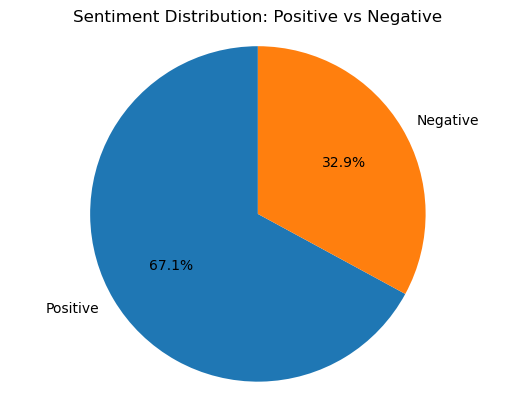 Sentiment Distribution: Positive vs Negative
Negative
32.9%
67.1%
Positive